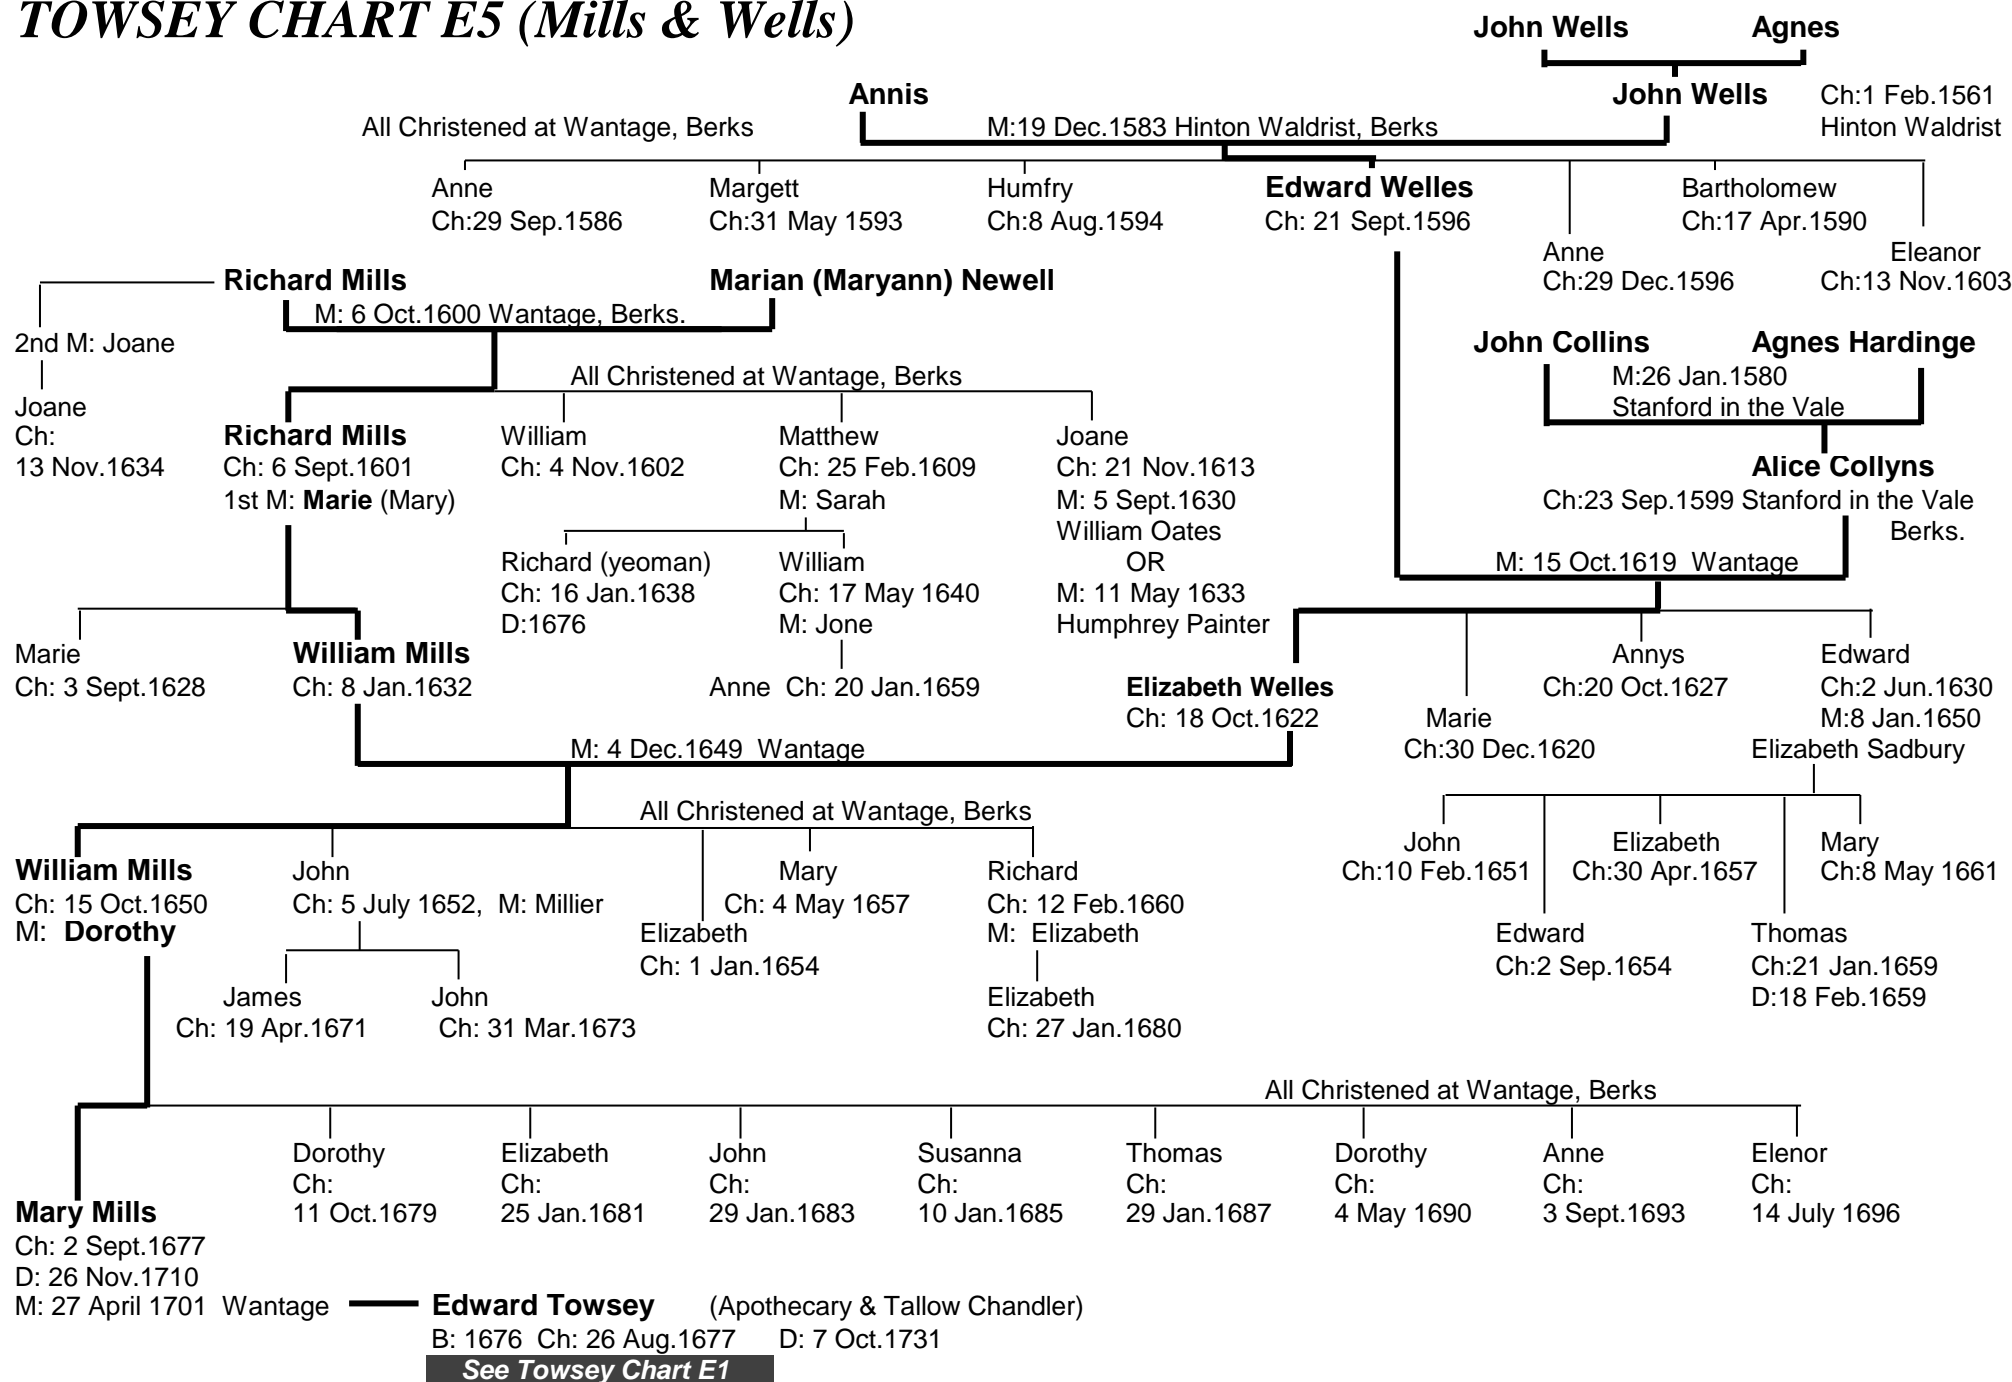 TOWSEY CHART E5 (Mills & Wells)
John Wells Agnes
Annis
John Wells Ch:1 Feb.1561
Hinton Waldrist
All Christened at Wantage, Berks
M:19 Dec.1583 Hinton Waldrist, Berks
Anne
Ch:29 Sep.1586
Margett
Ch:31 May 1593
Humfry
Ch:8 Aug.1594
Edward Welles
Ch: 21 Sept.1596
Anne
Ch:29 Dec.1596
Bartholomew
Ch:17 Apr.1590
Eleanor
Ch:13 Nov.1603
Richard Mills
Marian (Maryann) Newell
M: 6 Oct.1600 Wantage, Berks.
2nd M: Joane
Joane
Ch:
13 Nov.1634
John Collins
Agnes Hardinge
M:26 Jan.1580
Stanford in the Vale
All Christened at Wantage, Berks
Richard Mills
Ch: 6 Sept.1601
1st M: Marie (Mary)
William
Ch: 4 Nov.1602
Matthew
Ch: 25 Feb.1609
M: Sarah
Joane
Ch: 21 Nov.1613
M: 5 Sept.1630
William Oates
OR
M: 11 May 1633
Humphrey Painter
Alice Collyns
Ch:23 Sep.1599 Stanford in the Vale
Berks.
M: 15 Oct.1619 Wantage
Richard (yeoman)
Ch: 16 Jan.1638
D:1676
William
Ch: 17 May 1640
M: Jone
Anne Ch: 20 Jan.1659
Marie
Ch: 3 Sept.1628
William Mills
Ch: 8 Jan.1632
Elizabeth Welles
Ch: 18 Oct.1622
Marie
Ch:30 Dec.1620
Annys
Ch:20 Oct.1627
Edward
Ch:2 Jun.1630
M:8 Jan.1650
Elizabeth Sadbury
M: 4 Dec.1649 Wantage
All Christened at Wantage, Berks
William Mills
Ch: 15 Oct.1650
M: Dorothy
John
Ch: 5 July 1652, M: Millier
Elizabeth
Ch: 1 Jan.1654
Mary
Ch: 4 May 1657
Richard
Ch: 12 Feb.1660
M: Elizabeth
John
Ch:10 Feb.1651
Edward
Ch:2 Sep.1654
Elizabeth
Ch:30 Apr.1657
Thomas
Ch:21 Jan.1659
D:18 Feb.1659
Mary
Ch:8 May 1661
James
Ch: 19 Apr.1671
John
Ch: 31 Mar.1673
Elizabeth
Ch: 27 Jan.1680
All Christened at Wantage, Berks
Mary Mills
Ch: 2 Sept.1677
D: 26 Nov.1710
M: 27 April 1701 Wantage
Dorothy
Ch:
11 Oct.1679
Elizabeth
Ch:
25 Jan.1681
John
Ch:
29 Jan.1683
Susanna
Ch:
10 Jan.1685
Thomas
Ch:
29 Jan.1687
Dorothy
Ch:
4 May 1690
Anne
Ch:
3 Sept.1693
Elenor
Ch:
14 July 1696
Edward Towsey (Apothecary & Tallow Chandler)
B: 1676 Ch: 26 Aug.1677 D: 7 Oct.1731
See Towsey Chart E1